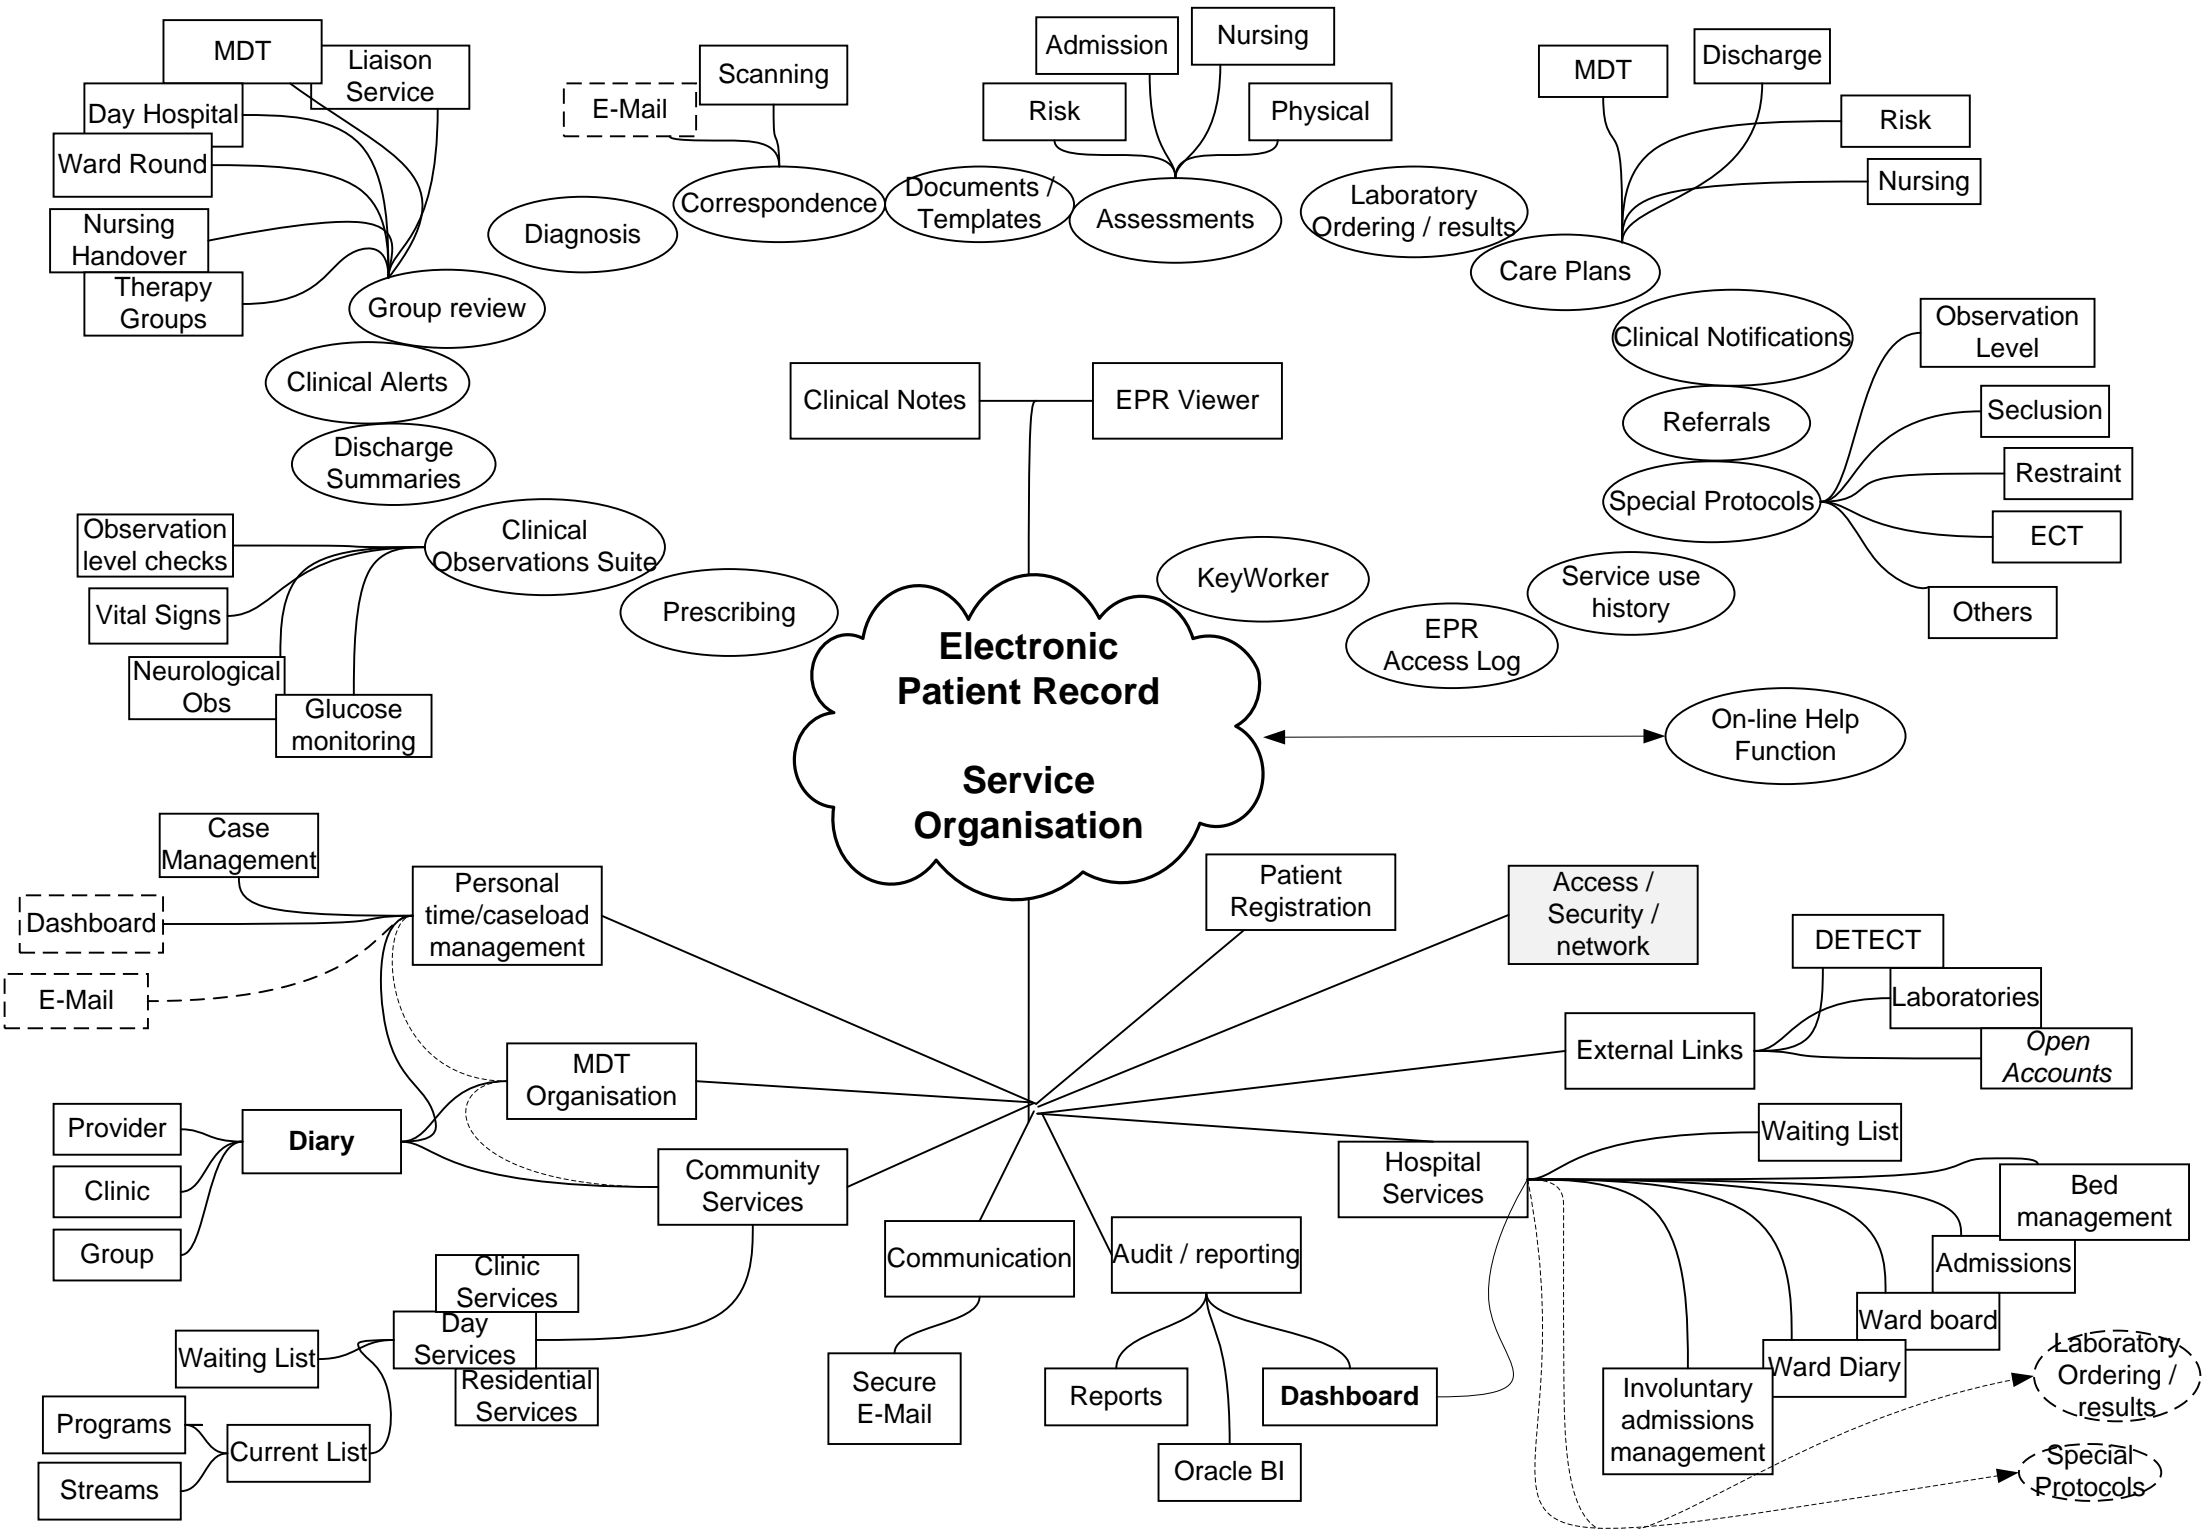 MDT
Liaison
Service
Day Hospital
Ward Round
Nursing
Handover
Therapy
Groups
Group review
E-Mail
Scanning
Correspondence
Diagnosis
Documents /
Templates
Admission
Nursing
Risk
Physical
Assessments
Laboratory
Ordering / results
MDT
Discharge
Risk
Nursing
Care Plans
Clinical Alerts
Discharge
Summaries
Clinical Notes
EPR Viewer
Clinical Notifications
Referrals
Special Protocols
Observation
Level
Seclusion
Restraint
ECT
Others
Observation
level checks
Vital Signs
Neurological
Obs
Glucose
monitoring
Clinical
Observations Suite
Prescribing
KeyWorker
EPR
Access Log
Service use
history
Electronic
Patient Record
Service
Organisation
On-line Help
Function
Case
Management
Dashboard
E-Mail
Personal
time/caseload
management
Patient
Registration
Access /
Security /
network
DETECT
Laboratories
Open
Accounts
External Links
MDT
Organisation
Provider
Clinic
Group
Diary
Community
Services
Hospital
Services
Waiting List
Bed
management
Admissions
Ward board
Ward Diary
Involuntary
admissions
management
Laboratory
Ordering /
results
Special
Protocols
Communication
Secure
E-Mail
Audit / reporting
Reports
Oracle BI
Dashboard
Clinic
Services
Day
Services
Residential
Services
Waiting List
Programs
Current List
Streams